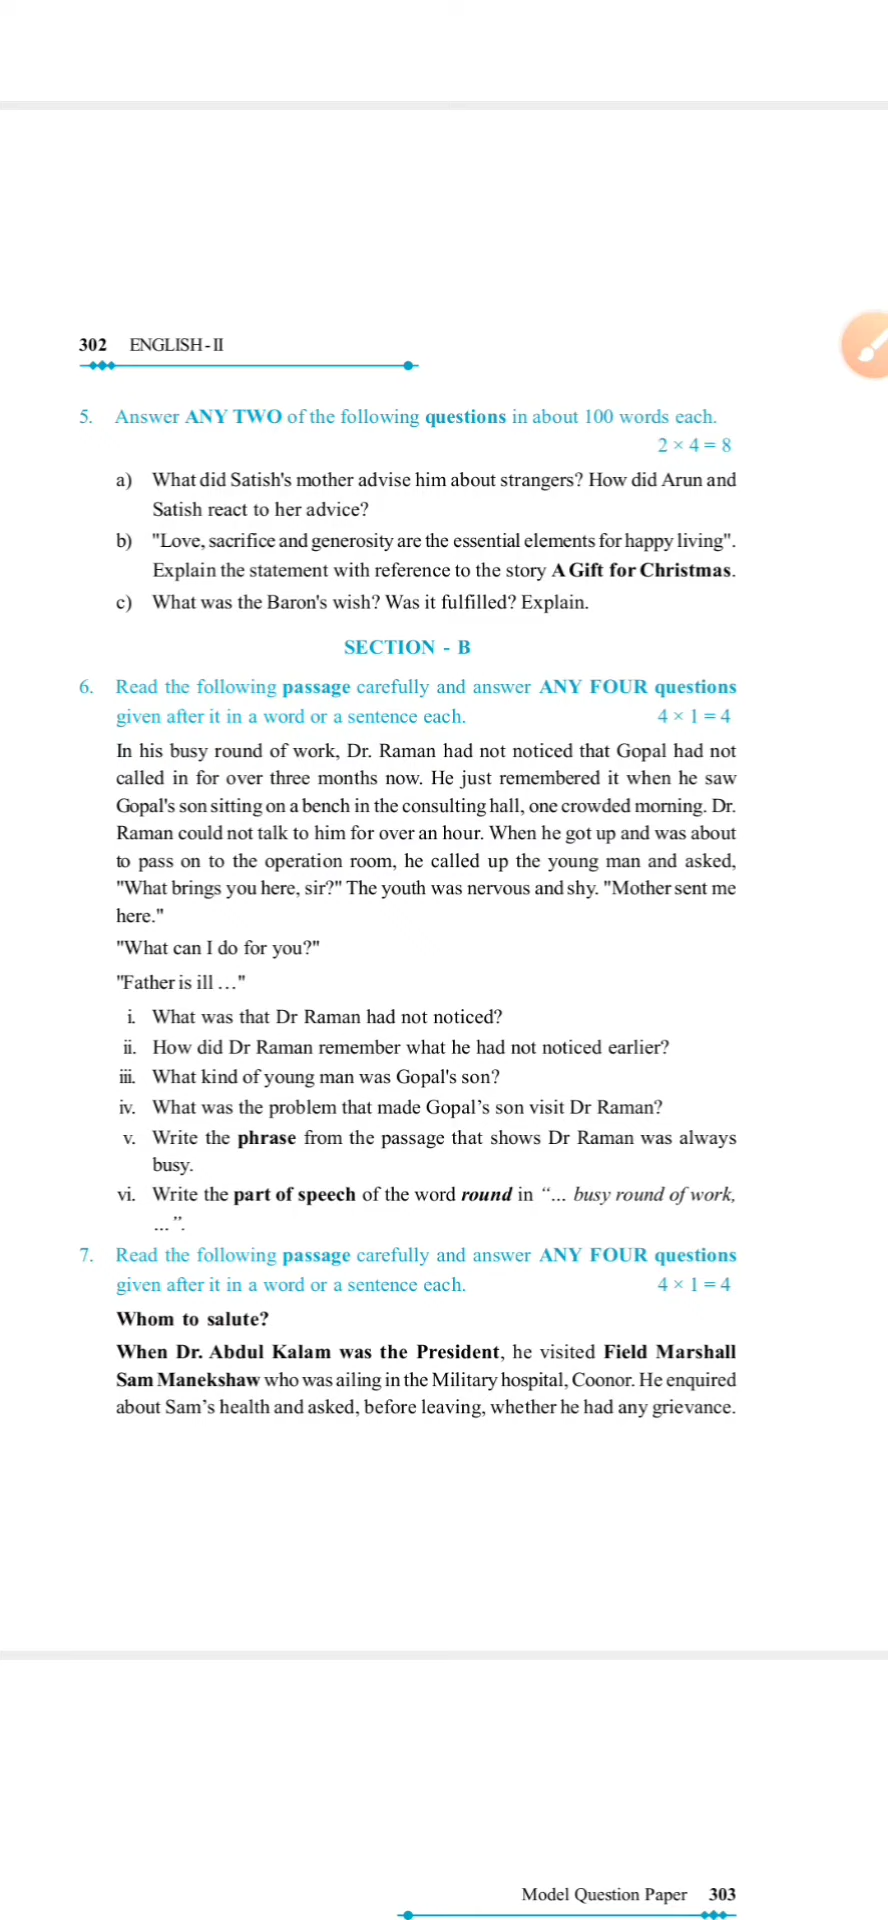 302 ENGLISH-II
5. Answer ANY TWO of the following questions in about 100 words each.
2 × 4 = 8
a) What did Satish's mother advise him about strangers? How did Arun and
Satish react to her advice?
b) "Love, sacrifice and generosity are the essential elements for happy living".
Explain the statement with reference to the story A Gift for Christmas.
c) What was the Baron's wish? Was it fulfilled? Explain.
SECTION - B
6. Read the following passage carefully and answer ANY FOUR questions
given after it in a word or a sentence each. 4 × 1 = 4
In his busy round of work, Dr. Raman had not noticed that Gopal had not
called in for over three months now. He just remembered it when he saw
Gopal's son sitting on a bench in the consulting hall, one crowded morning. Dr.
Raman could not talk to him for over an hour. When he got up and was about
to pass on to the operation room, he called up the young man and asked,
"What brings you here, sir?" The youth was nervous and shy. "Mother sent me
here."
"What can I do for you?"
"Father is ill …"
i. What was that Dr Raman had not noticed?
ii. How did Dr Raman remember what he had not noticed earlier?
iii. What kind of young man was Gopal's son?
iv. What was the problem that made Gopal’s son visit Dr Raman?
v. Write the phrase from the passage that shows Dr Raman was always
busy.
vi. Write the part of speech of the word round in “... busy round of work,
...”.
7. Read the following passage carefully and answer ANY FOUR questions
given after it in a word or a sentence each. 4 × 1 = 4
Whom to salute?
When Dr. Abdul Kalam was the President, he visited Field Marshall
Sam Manekshaw who was ailing in the Military hospital, Coonor. He enquired
about Sam’s health and asked, before leaving, whether he had any grievance.
Model Question Paper 303